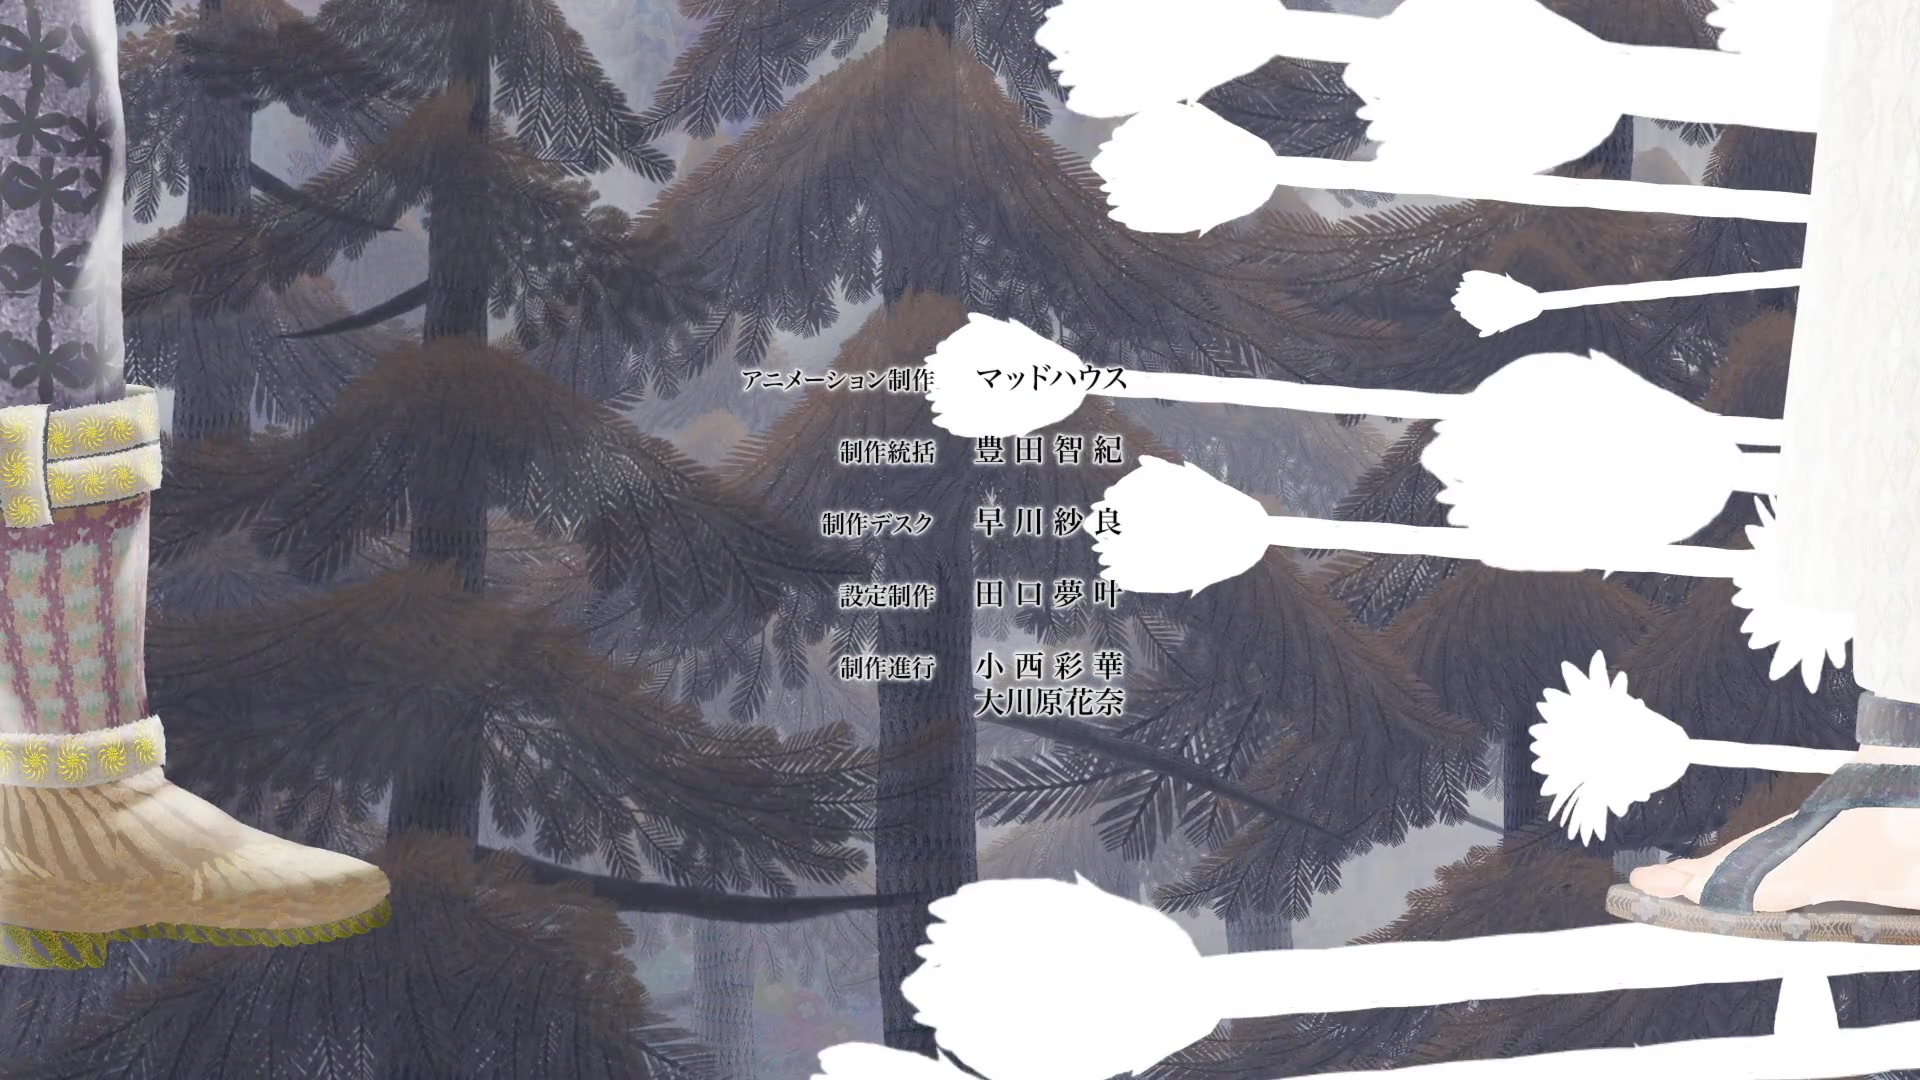 アニメーション制作 マッドハウス
制作統括 豊田智紀
制作デスク 早川紗良
設定制作 田口夢叶
制作進行 小西彩華
大川原花奈